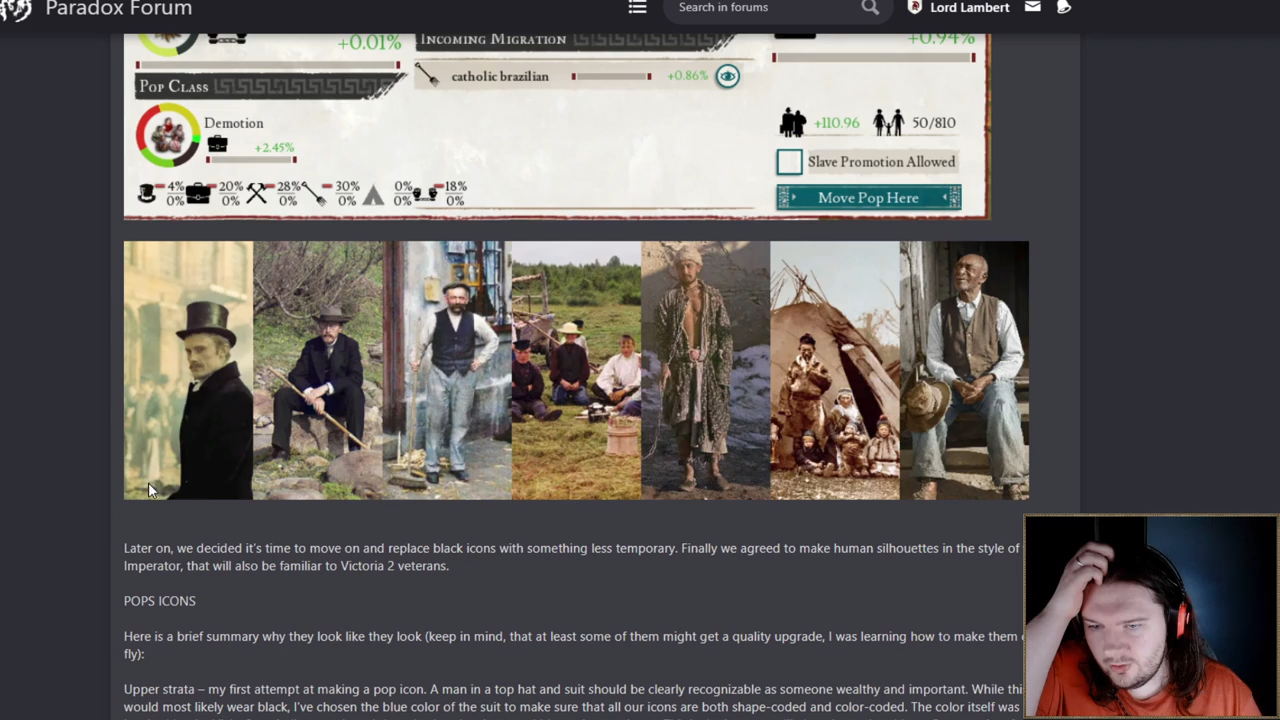 Paradox Forum
Search in forums
Lord Lambert
+0.01%
INCOMING MIGRATION
+0.94%
catholic brazilian
+0.86%
POP CLASS
Demotion
+2.45%
+110.96
50/810
Slave Promotion Allowed
4% 20% 28% 30% 0% 18%
0% 0% 0% 0% 0% 0%
Move Pop Here
Later on, we decided it's time to move on and replace black icons with something less temporary. Finally we agreed to make human silhouettes in the style of
Imperator, that will also be familiar to Victoria 2 veterans.
POPS ICONS
Here is a brief summary why they look like they look (keep in mind, that at least some of them might get a quality upgrade, I was learning how to make them
fly):
Upper strata – my first attempt at making a pop icon. A man in a top hat and suit should be clearly recognizable as someone wealthy and important. While
would most likely wear black, I've chosen the blue color of the suit to make sure that all our icons are both shape-coded and color-coded. The color itself was